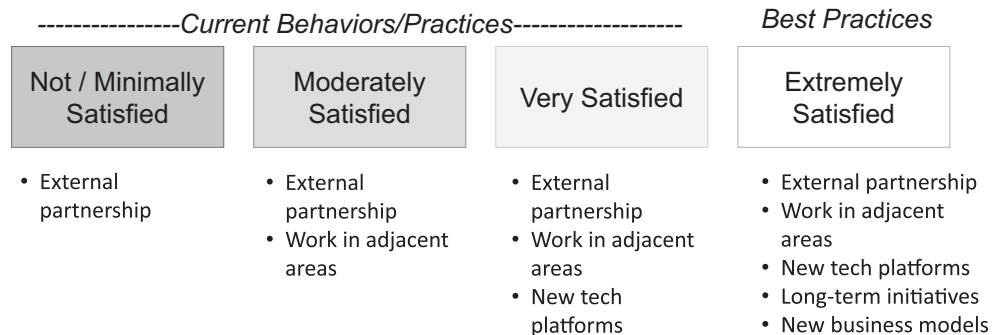 -----------------Current Behaviors/Practices-----------------
Best Practices
Not / Minimally
Satisfied
Moderately
Satisfied
Very Satisfied
Extremely
Satisfied
• External
partnership
• External
partnership
• Work in adjacent
areas
• External
partnership
• Work in adjacent
areas
• New tech
platforms
• External partnership
• Work in adjacent
areas
• New tech platforms
• Long-term initiatives
• New business models